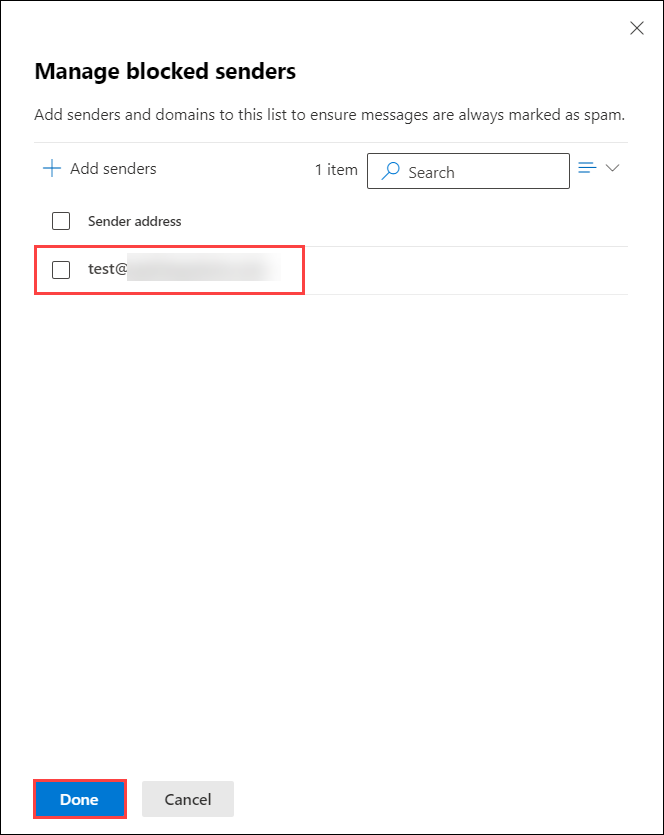 Manage blocked senders
Add senders and domains to this list to ensure messages are always marked as spam.
Add senders
1 item
Search
Sender address
test@
Done
Cancel